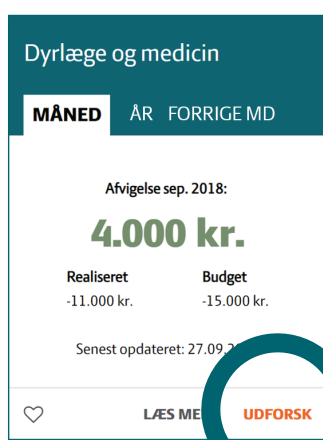 Dyrlæge og medicin
MÅNED ÅR FORRIGE MD
Afvigelse sep. 2018:
4.000 kr.
Realiseret Budget
-11.000 kr. -15.000 kr.
Senest opdateret: 27.09.2
LÆS ME UDFORSK